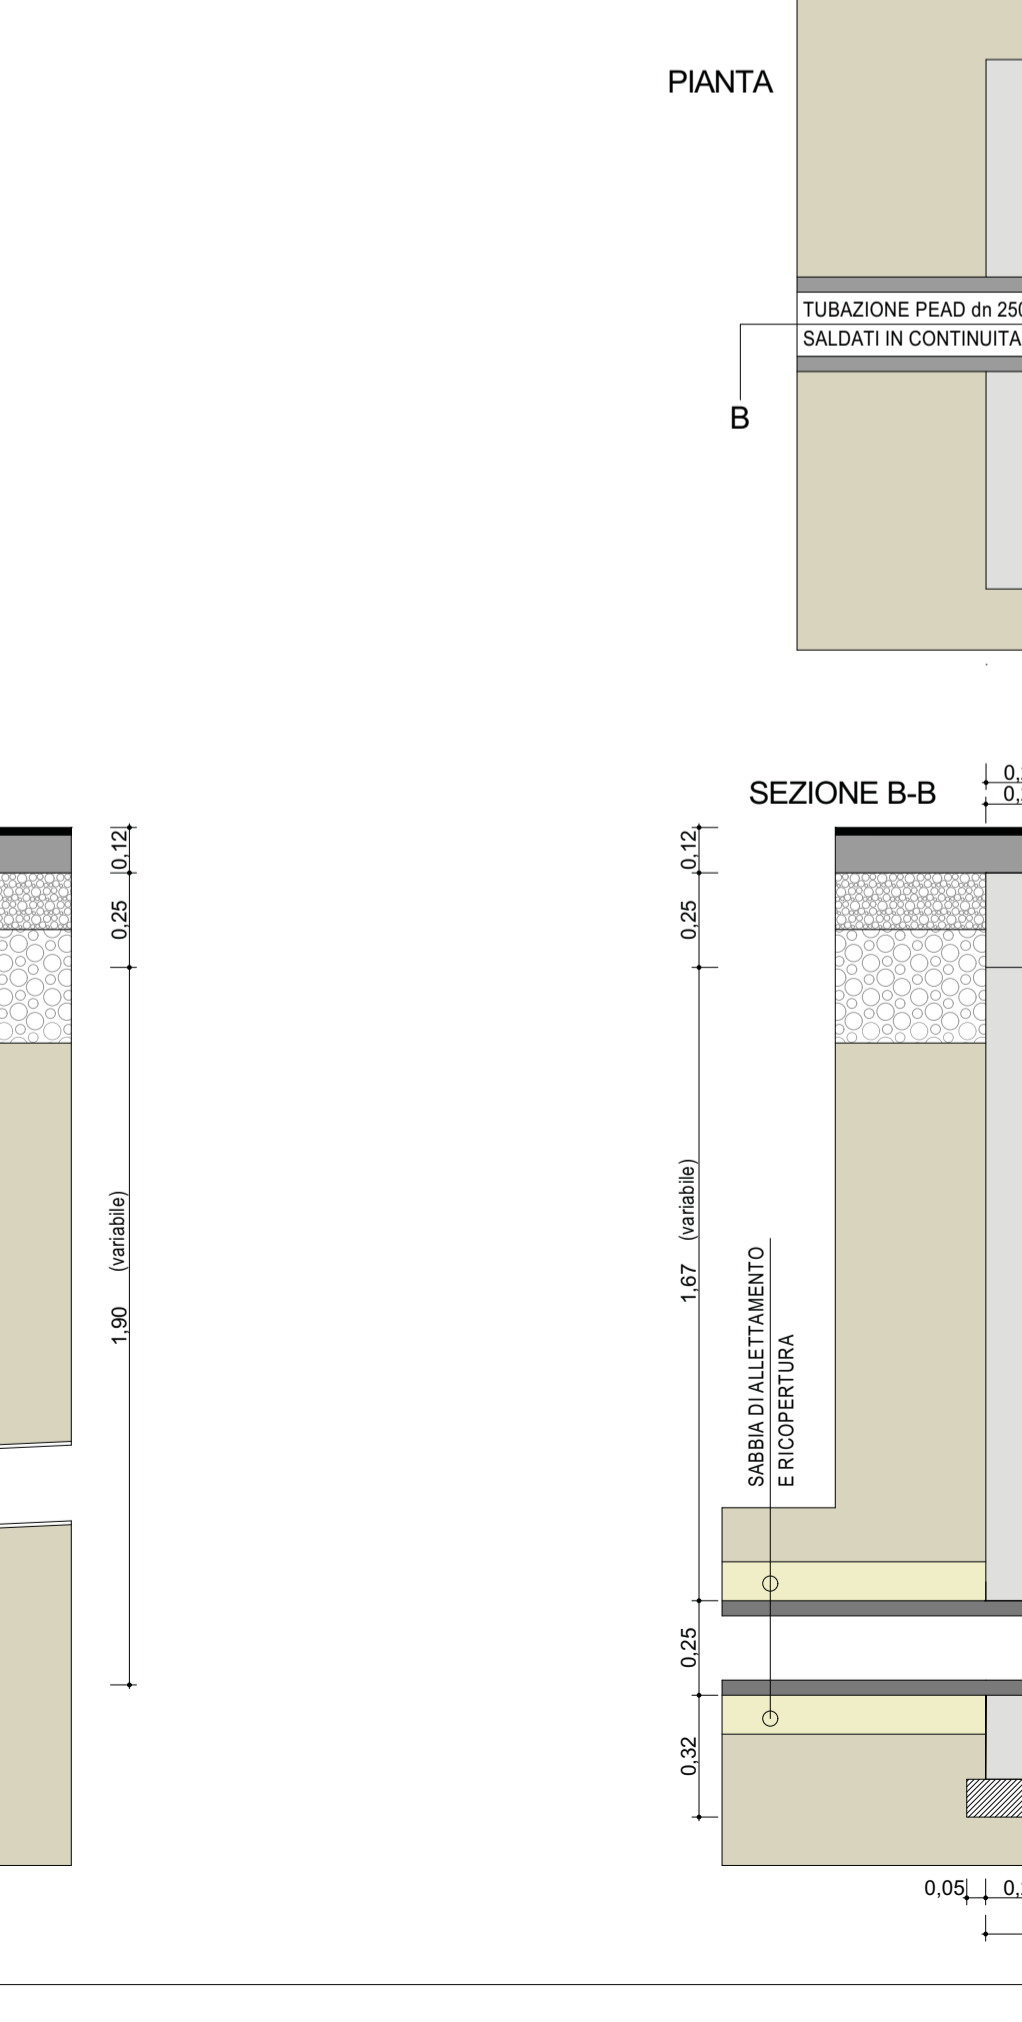 PIANTA
TUBAZIONE PEAD dn 250
SALDATI IN CONTINUITA
B
SEZIONE B-B
0,12
0,25
1,90 (variabile)
0,12
0,25
1,67 (variabile)
SABBIA DI ALLETTAMENTO
E RICOPERTURA
0,25
0,32
0,05